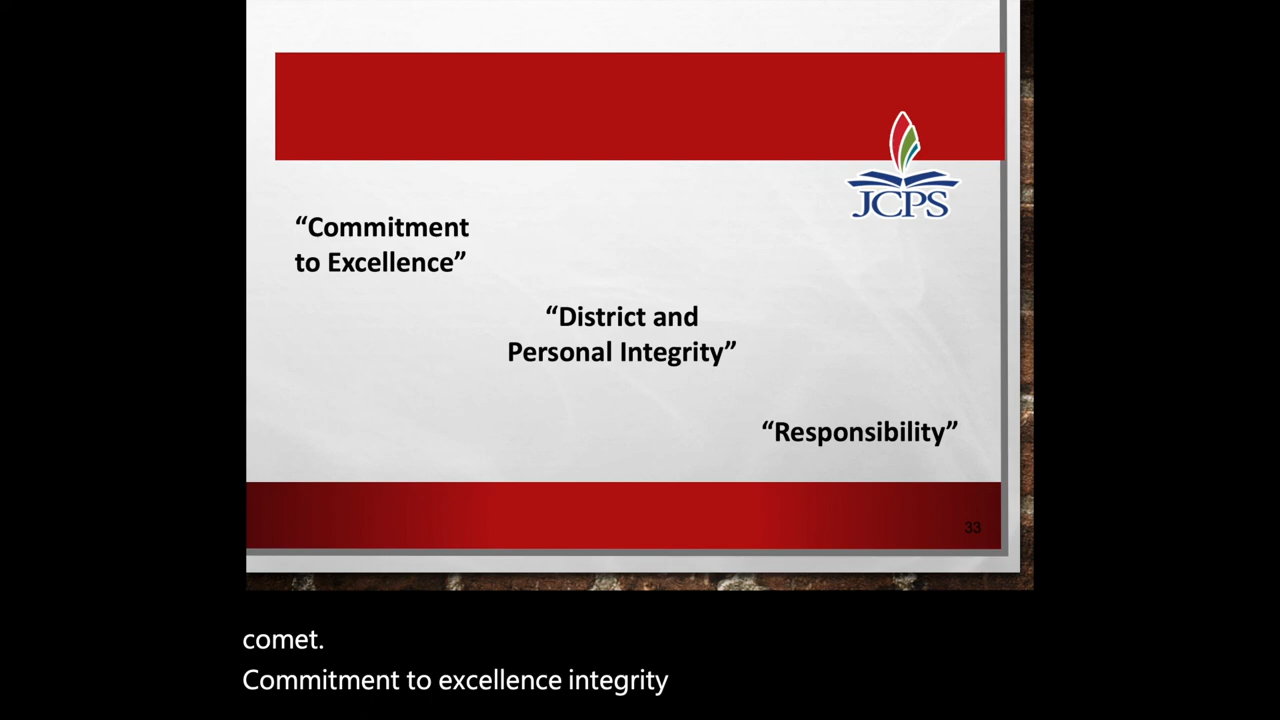 JCPS
“Commitment
to Excellence”
“District and
Personal Integrity”
“Responsibility”
33
comet.
Commitment to excellence integrity